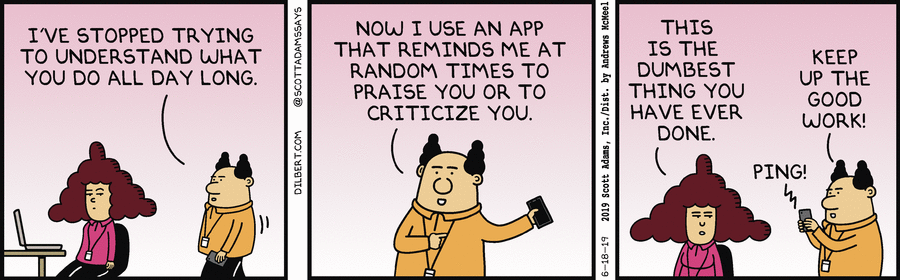 I'VE STOPPED TRYING
TO UNDERSTAND WHAT
YOU DO ALL DAY LONG.
DILBERT.COM @SCOTTADAMSSAYS
NOW I USE AN APP
THAT REMINDS ME AT
RANDOM TIMES TO
PRAISE YOU OR TO
CRITICIZE YOU.
6-18-19 2019 Scott Adams, Inc./Dist. by Andrews McMeel
THIS
IS THE
DUMBEST
THING YOU
HAVE EVER
DONE.
PING!
KEEP
UP THE
GOOD
WORK!